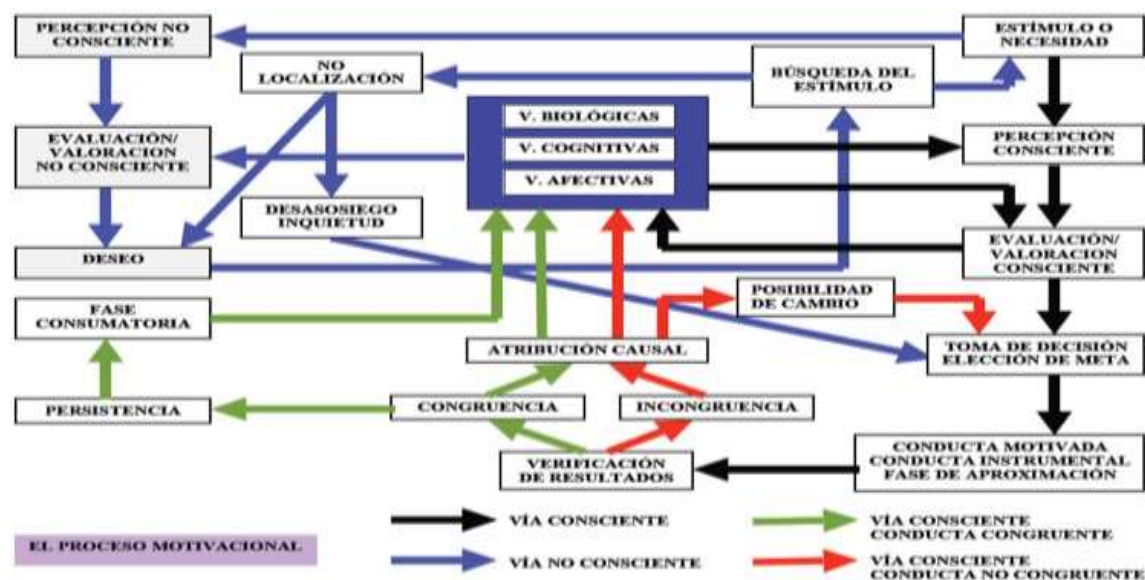 PERCEPCIÓN NO
CONSCIENTE
ESTÍMULO O
NECESIDAD
NO
LOCALIZACIÓN
BÚSQUEDA DEL
ESTÍMULO
V. BIOLÓGICAS
V. COGNITIVAS
V. AFECTIVAS
EVALUACIÓN/
VALORACION
NO CONSCIENTE
PERCEPCIÓN
CONSCIENTE
DESASOSIEGO
INQUIETUD
DESEO
EVALUACIÓN/
VALORACION
CONSCIENTE
FASE
CONSUMATORIA
POSIBILIDAD
DE CAMBIO
ATRIBUCIÓN CAUSAL
TOMA DE DECISIÓN
ELECCIÓN DE META
PERSISTENCIA
CONGRUENCIA
INCONGRUENCIA
VERIFICACIÓN
DE RESULTADOS
CONDUCTA MOTIVADA
CONDUCTA INSTRUMENTAL
FASE DE APROXIMACIÓN
EL PROCESO MOTIVACIONAL
VÍA CONSCIENTE
VÍA NO CONSCIENTE
VÍA CONSCIENTE
CONDUCTA CONGRUENTE
VÍA CONSCIENTE
CONDUCTA NO CONGRUENTE